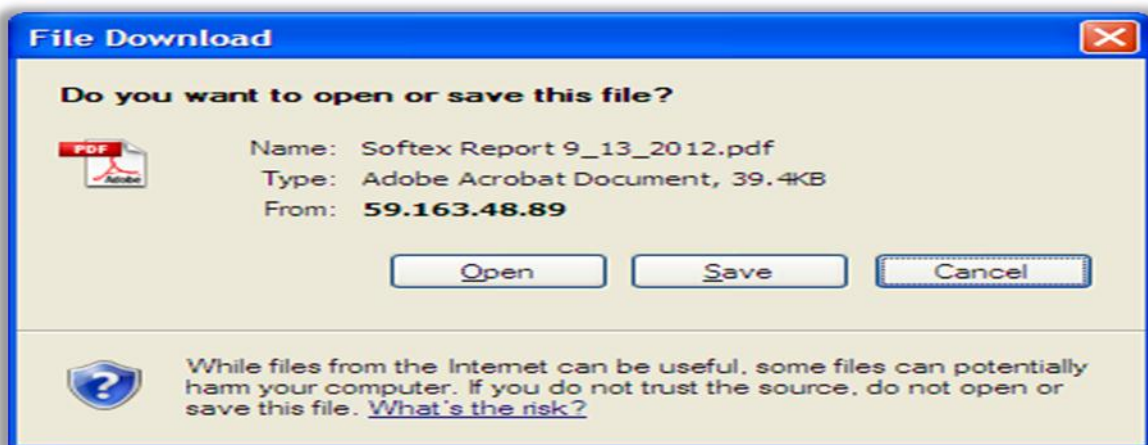 File Download
Do you want to open or save this file?
PDF
Adobe
Name: Softex Report 9_13_2012.pdf
Type: Adobe Acrobat Document, 39.4KB
From: 59.163.48.89
Open Save Cancel
While files from the Internet can be useful, some files can potentially
harm your computer. If you do not trust the source, do not open or
save this file. What's the risk?